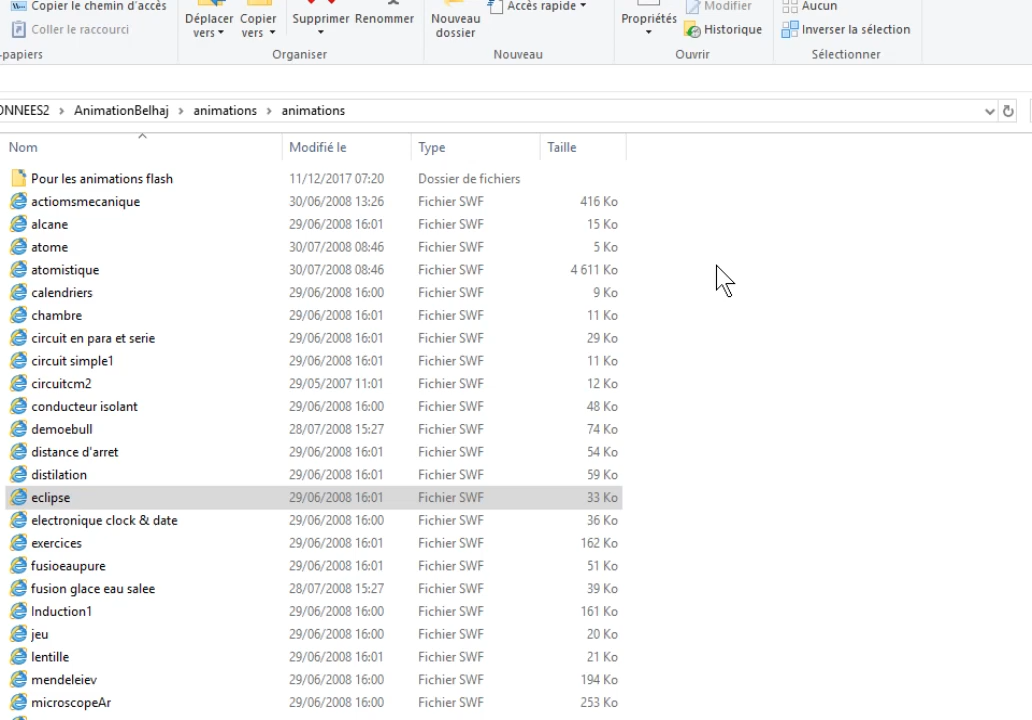 Copier le chemin d'accès
Coller le raccourci
-papiers
Déplacer vers
Copier vers
Supprimer
Renommer
Organiser
Nouveau dossier
Accès rapide
Nouveau
Propriétés
Modifier
Historique
Ouvrir
Aucun
Inverser la sélection
Sélectionner
ONNEES2 > AnimationBelhaj > animations > animations
Nom Modifié le Type Taille
Pour les animations flash 11/12/2017 07:20 Dossier de fichiers
actiomsmecanique 30/06/2008 13:26 Fichier SWF 416 Ko
alcane 29/06/2008 16:01 Fichier SWF 15 Ko
atome 30/07/2008 08:46 Fichier SWF 5 Ko
atomistique 30/07/2008 08:46 Fichier SWF 4 611 Ko
calendriers 29/06/2008 16:00 Fichier SWF 9 Ko
chambre 29/06/2008 16:01 Fichier SWF 11 Ko
circuit en para et serie 29/06/2008 16:01 Fichier SWF 29 Ko
circuit simple1 29/06/2008 16:01 Fichier SWF 11 Ko
circuitcm2 29/05/2007 11:01 Fichier SWF 12 Ko
conducteur isolant 29/06/2008 16:00 Fichier SWF 48 Ko
demoebull 28/07/2008 15:27 Fichier SWF 74 Ko
distance d'arret 29/06/2008 16:01 Fichier SWF 54 Ko
distilation 29/06/2008 16:01 Fichier SWF 59 Ko
eclipse 29/06/2008 16:01 Fichier SWF 33 Ko
electronique clock & date 29/06/2008 16:00 Fichier SWF 36 Ko
exercices 29/06/2008 16:01 Fichier SWF 162 Ko
fusioeaupure 29/06/2008 16:01 Fichier SWF 51 Ko
fusion glace eau salee 28/07/2008 15:27 Fichier SWF 39 Ko
Induction1 29/06/2008 16:00 Fichier SWF 161 Ko
jeu 29/06/2008 16:00 Fichier SWF 20 Ko
lentille 29/06/2008 16:01 Fichier SWF 21 Ko
mendeleiev 29/06/2008 16:00 Fichier SWF 194 Ko
microscopeAr 29/06/2008 16:00 Fichier SWF 253 Ko